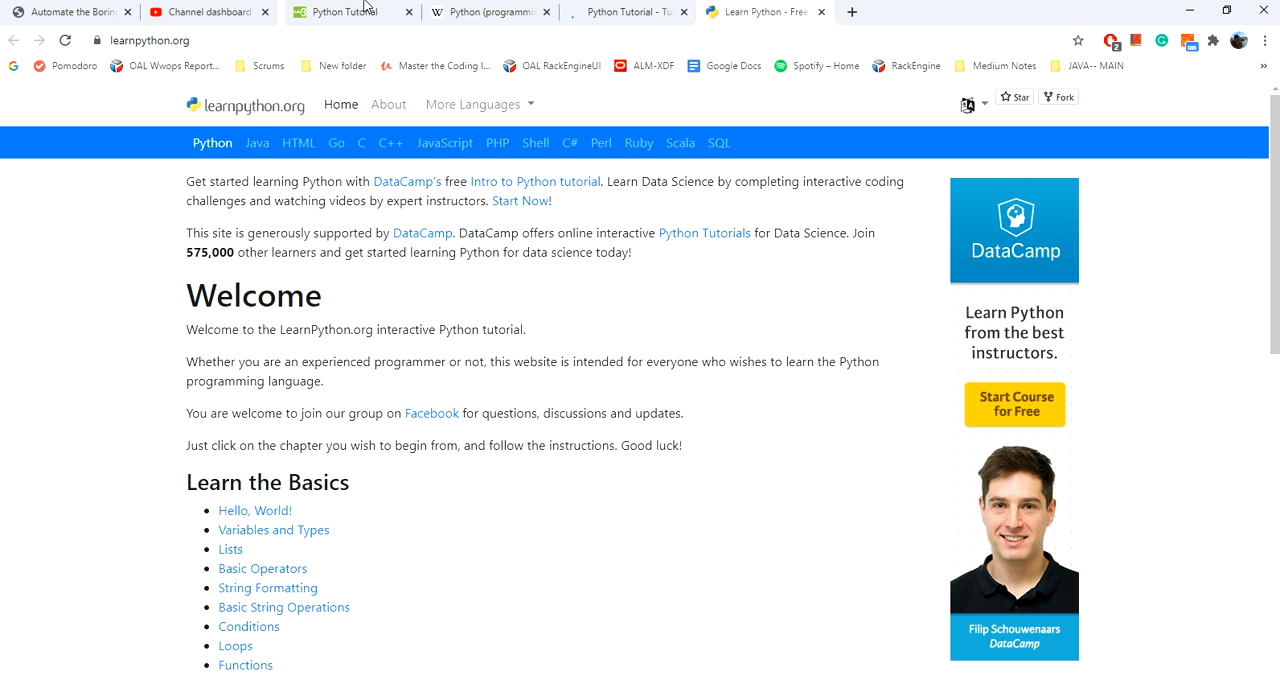 Automate the Boring
Channel dashboard
Python Tutorial
Python (programmi
Python Tutorial - Tu
Learn Python - Free
learnpython.org
2
on
Pomodoro
OAL Wwops Report...
Scrums
New folder
Master the Coding I...
OAL RackEngineUI
ALM-XDF
Google Docs
Spotify – Home
RackEngine
Medium Notes
JAVA-- MAIN
»
learnpython.org
Home
About
More Languages
Star
Fork
Python Java HTML Go C C++ JavaScript PHP Shell C# Perl Ruby Scala SQL
Get started learning Python with DataCamp's free Intro to Python tutorial. Learn Data Science by completing interactive coding
challenges and watching videos by expert instructors. Start Now!
This site is generously supported by DataCamp. DataCamp offers online interactive Python Tutorials for Data Science. Join
575,000 other learners and get started learning Python for data science today!
Welcome
Welcome to the LearnPython.org interactive Python tutorial.
Whether you are an experienced programmer or not, this website is intended for everyone who wishes to learn the Python
programming language.
You are welcome to join our group on Facebook for questions, discussions and updates.
Just click on the chapter you wish to begin from, and follow the instructions. Good luck!
Learn the Basics
Hello, World!
Variables and Types
Lists
Basic Operators
String Formatting
Basic String Operations
Conditions
Loops
Functions
DataCamp
Learn Python
from the best
instructors.
Start Course
for Free
Filip Schouwenaars
DataCamp